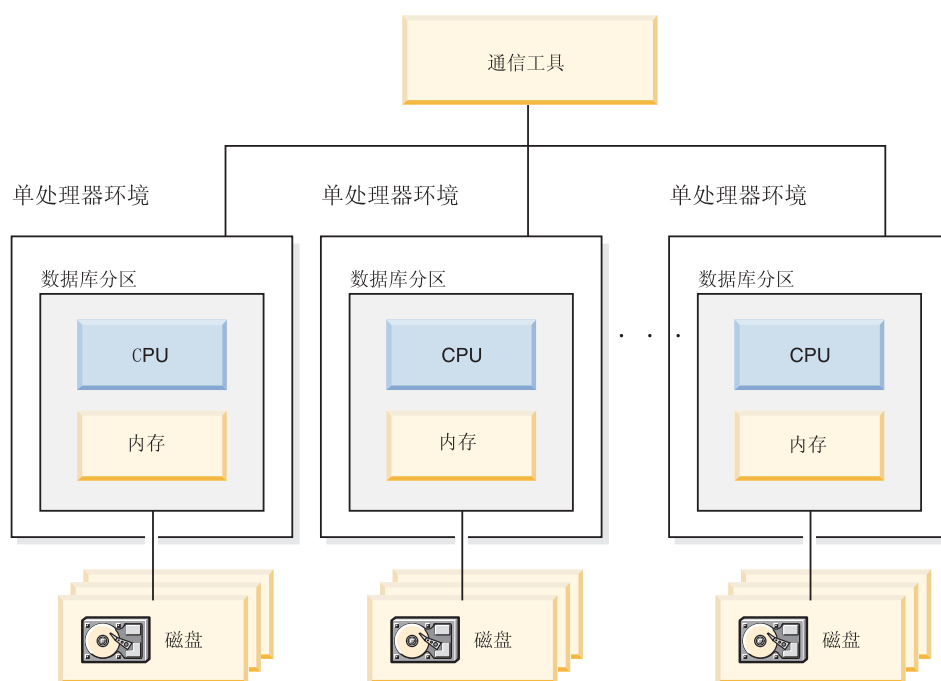 通信工具
单处理器环境
单处理器环境
单处理器环境
数据库分区
数据库分区
数据库分区
CPU
CPU
. . .
CPU
内存
内存
内存
磁盘
磁盘
磁盘